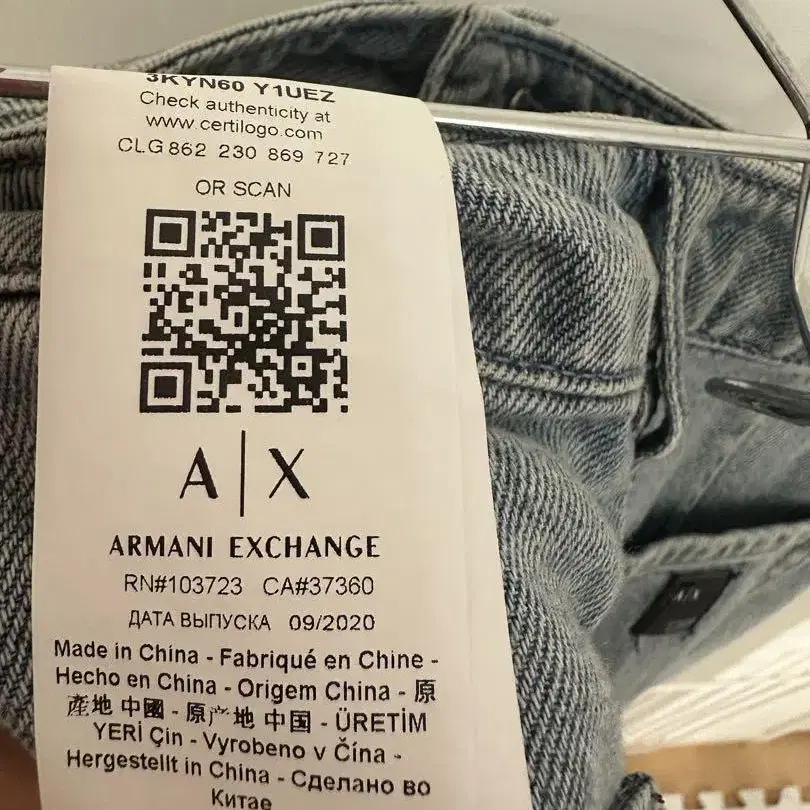 3KYN60 Y1UEZ
Check authenticity at
www.certilogo.com
CLG 862 230 869 727
OR SCAN
A|X
ARMANI EXCHANGE
RN#103723 CA#37360
ДАТА ВЫПУСКА 09/2020
Made in China - Fabriqué en Chine -
Hecho en China - Origem China - 原
產地 中國 - 原产地 中国 - ÜRETİM
YERİ Çin - Vyrobeno v Čína -
Hergestellt in China - Сделано во
Китае